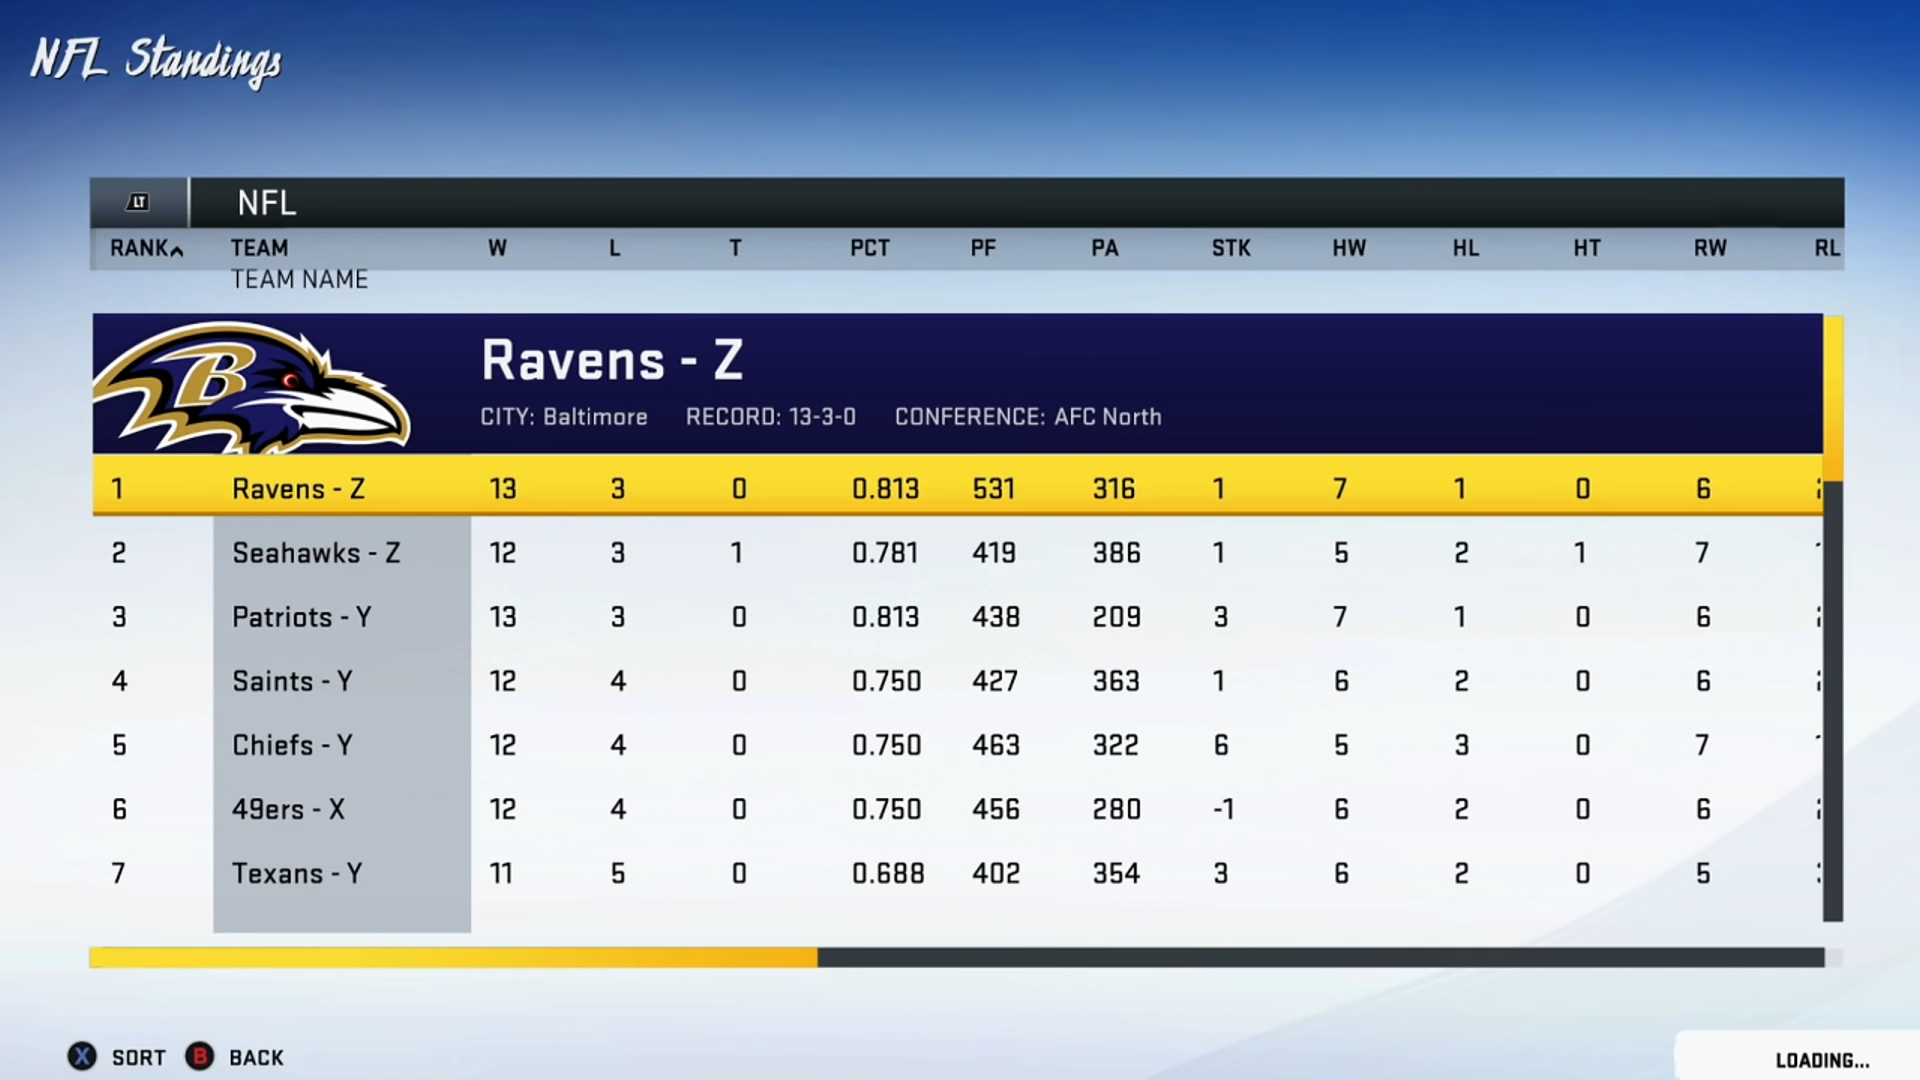 NFL Standings
LT NFL
RANK TEAM W L T PCT PF PA STK HW HL HT RW RL
TEAM NAME
B
Ravens - Z
CITY: Baltimore RECORD: 13-3-0 CONFERENCE: AFC North
1 Ravens - Z 13 3 0 0.813 531 316 1 7 1 0 6
2 Seahawks - Z 12 3 1 0.781 419 386 1 5 2 1 7
3 Patriots - Y 13 3 0 0.813 438 209 3 7 1 0 6
4 Saints - Y 12 4 0 0.750 427 363 1 6 2 0 6
5 Chiefs - Y 12 4 0 0.750 463 322 6 5 3 0 7
6 49ers - X 12 4 0 0.750 456 280 -1 6 2 0 6
7 Texans - Y 11 5 0 0.688 402 354 3 6 2 0 5
X SORT B BACK
LOADING...